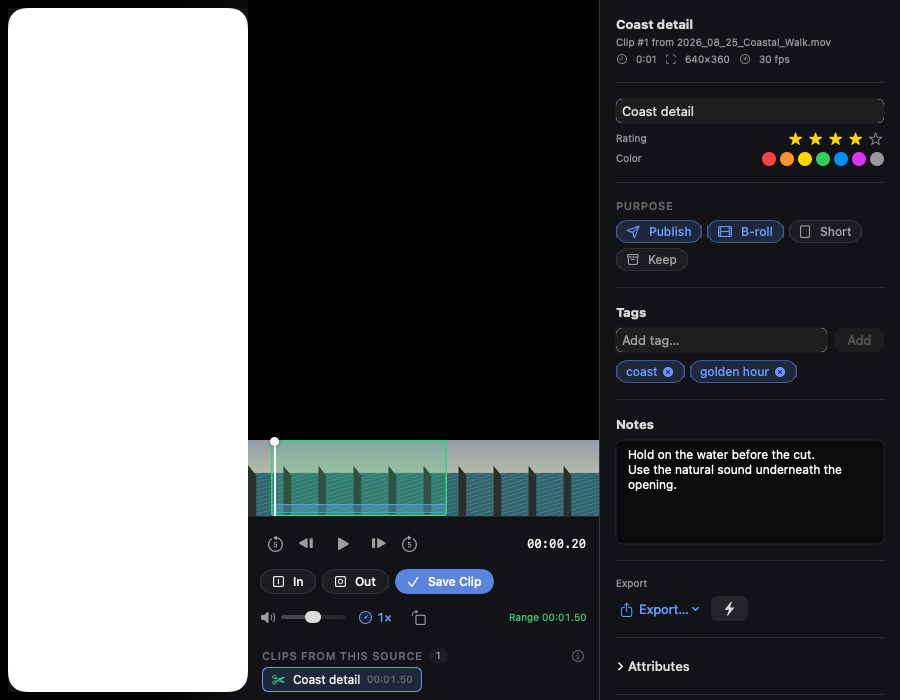 Coast detail
Clip #1 from 2026_08_25_Coastal_Walk.mov
0:01 640×360 30 fps
Coast detail
Rating
Color
PURPOSE
Publish B-roll Short
Keep
Tags
Add tag... Add
coast golden hour
Notes
Hold on the water before the cut.
Use the natural sound underneath the
opening.
Export
Export...
Attributes
5 5 00:00.20
In Out Save Clip
1x Range 00:01.50
CLIPS FROM THIS SOURCE 1
Coast detail 00:01.50